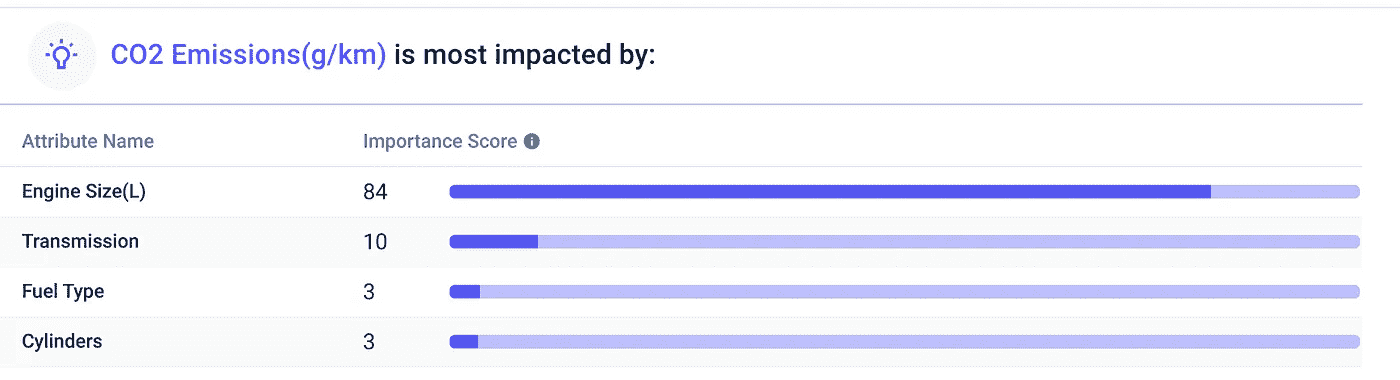 CO2 Emissions(g/km) is most impacted by:
Attribute Name Importance Score
Engine Size(L) 84
Transmission 10
Fuel Type 3
Cylinders 3